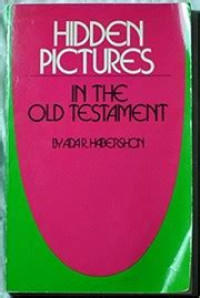 HIDDEN
PICTURES
IN THE
OLD TESTAMENT
BY ADA R. HABERSHON